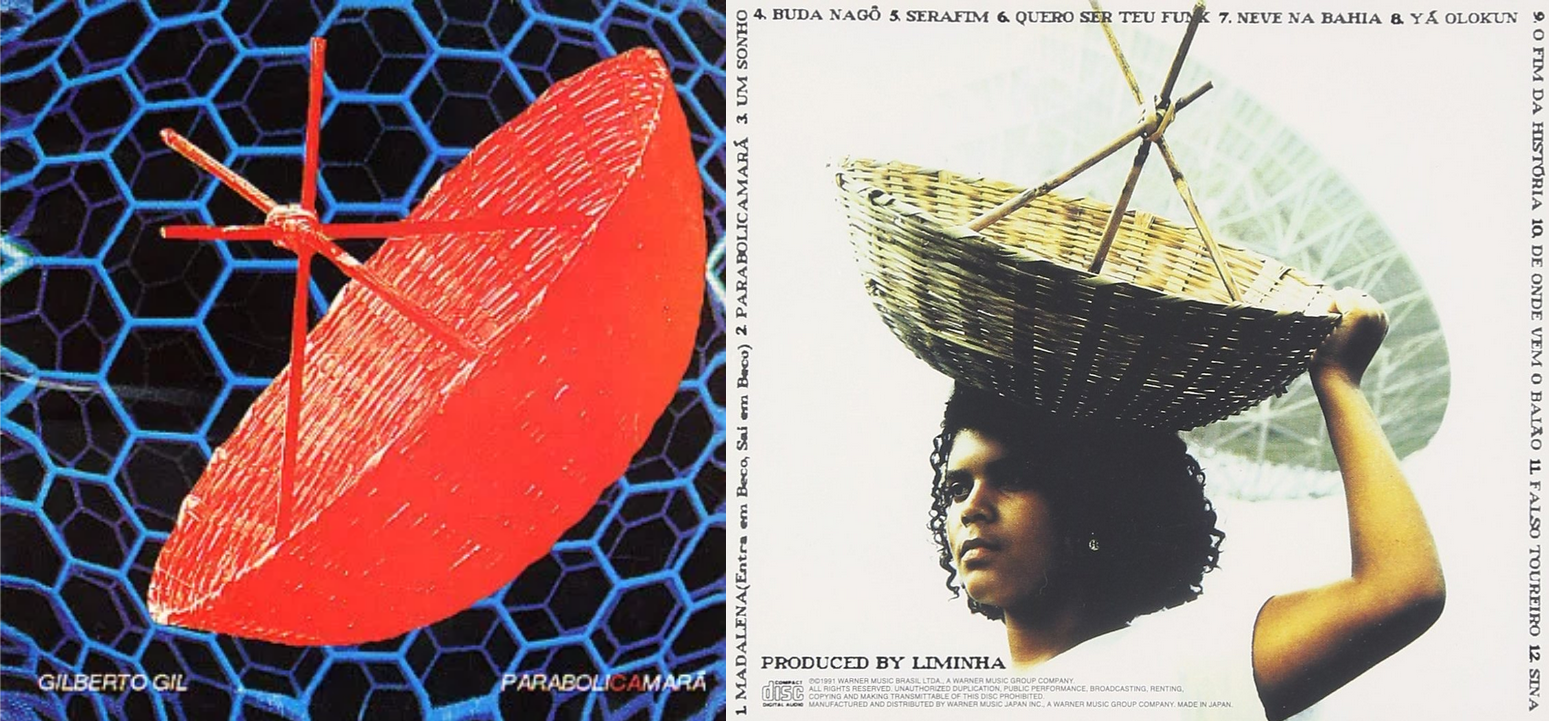 GILBERTO GIL
PARABOLICAMARÁ
1. MADALENA (Entra em Beco, Sai em Beco) 2 PARABOLICAMARÁ 3. UM SONHO
4. BUDA NAGÔ 5. SERAFIM 6. QUERO SER TEU FUNK 7. NEVE NA BAHIA 8. YÁ OLOKUN
9. O FIM DA HISTÓRIA 10. DE ONDE VEM O BAIÃO 11. FALSO TOUREIRO 12 SINA
PRODUCED BY LIMINHA
COMPACT
disc
DIGITAL AUDIO
℗©1991 WARNER MUSIC BRASIL LTDA., A WARNER MUSIC GROUP COMPANY.
ALL RIGHTS RESERVED. UNAUTHORIZED DUPLICATION, PUBLIC PERFORMANCE, BROADCASTING, RENTING,
COPYING AND MAKING TRANSMITTABLE OF THIS DISC PROHIBITED.
MANUFACTURED AND DISTRIBUTED BY WARNER MUSIC JAPAN INC., A WARNER MUSIC GROUP COMPANY. MADE IN JAPAN.